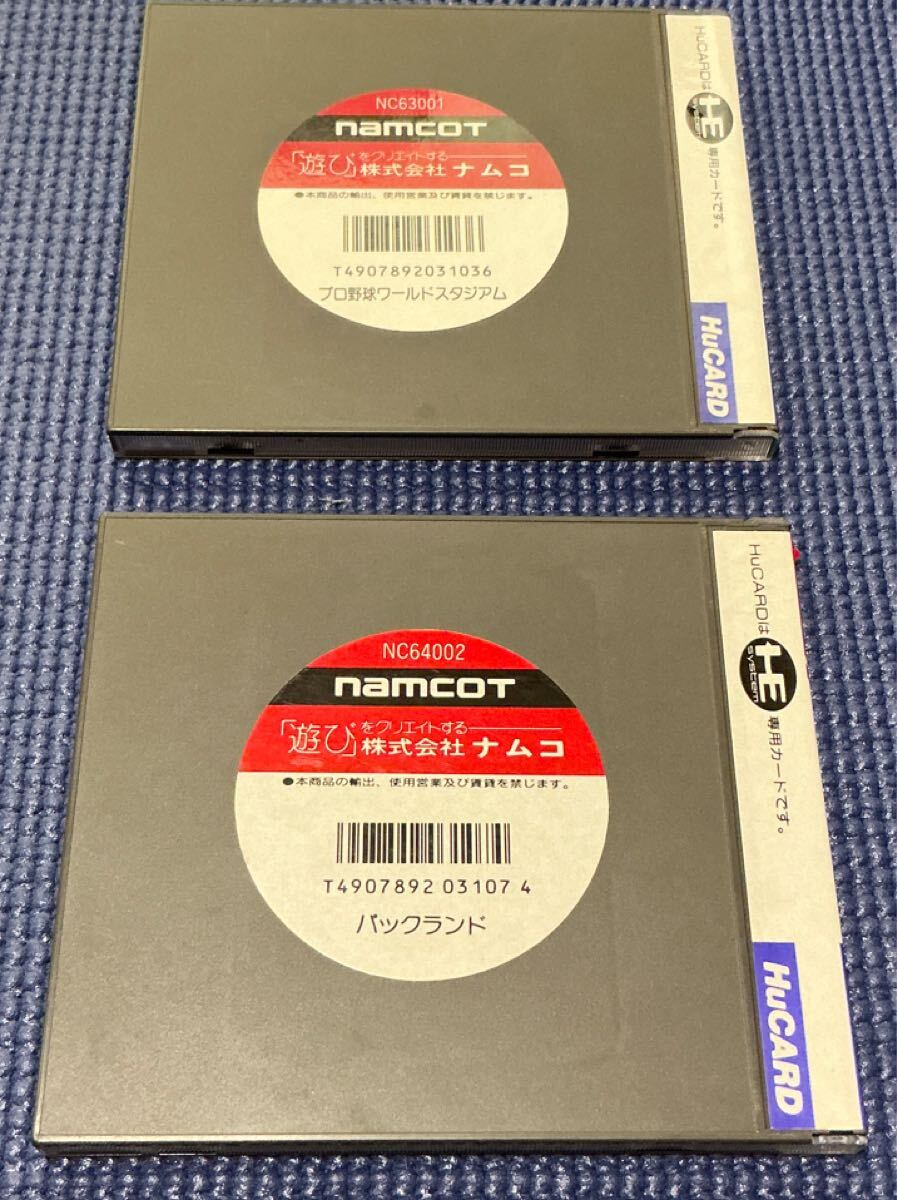 NC63001
namcoT
「遊び」をクリエイトする
株式会社 ナムコ
●本商品の輸出、使用営業及び賃貸を禁じます。
T4907892031036
プロ野球ワールドスタジアム
HuCARDは HE system 専用カードです。
HuCARD
NC64002
namcoT
「遊び」をクリエイトする
株式会社 ナムコ
●本商品の輸出、使用営業及び賃貸を禁じます。
T4907892 03107 4
パックランド
HuCARDは HE system 専用カードです。
HuCARD